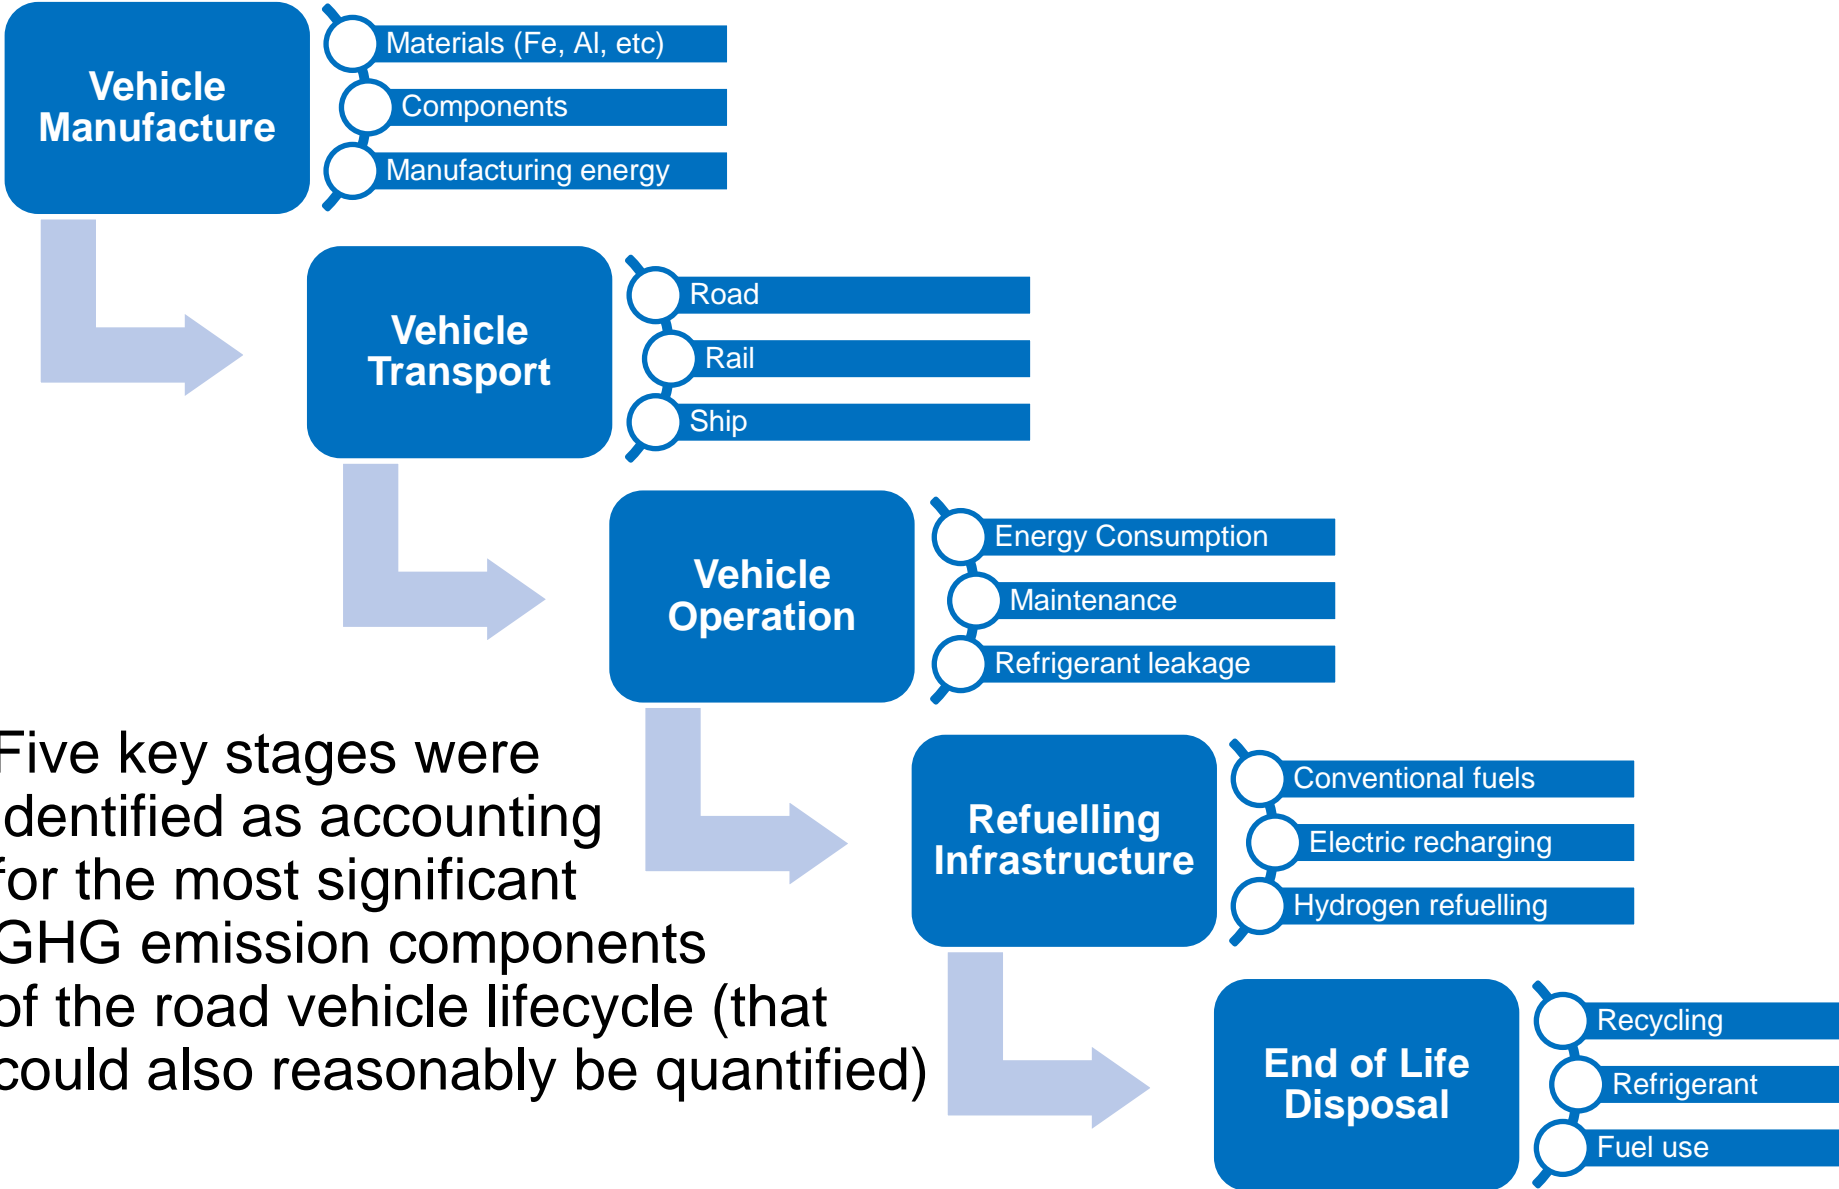 Vehicle
Manufacture
Materials (Fe, Al, etc)
Components
Manufacturing energy
Vehicle
Transport
Road
Rail
Ship
Vehicle
Operation
Energy Consumption
Maintenance
Refrigerant leakage
Five key stages were
identified as accounting
for the most significant
GHG emission components
of the road vehicle lifecycle (that
could also reasonably be quantified)
Refuelling
Infrastructure
Conventional fuels
Electric recharging
Hydrogen refuelling
End of Life
Disposal
Recycling
Refrigerant
Fuel use